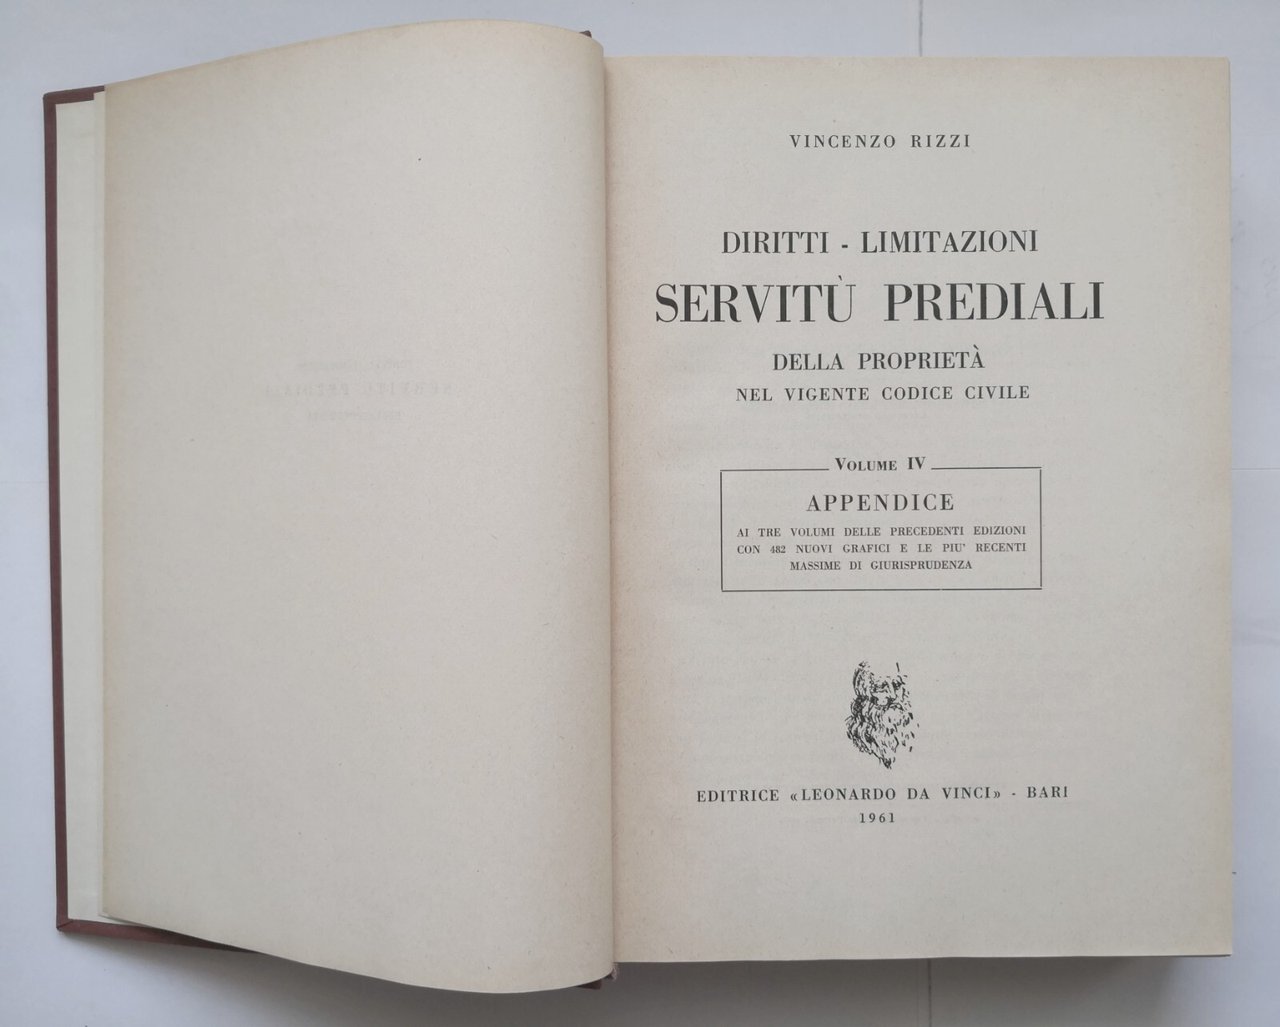 VINCENZO RIZZI
DIRITTI - LIMITAZIONI
SERVITÙ PREDIALI
DELLA PROPRIETÀ
NEL VIGENTE CODICE CIVILE
VOLUME IV
APPENDICE
AI TRE VOLUMI DELLE PRECEDENTI EDIZIONI
CON 482 NUOVI GRAFICI E LE PIU' RECENTI
MASSIME DI GIURISPRUDENZA
EDITRICE «LEONARDO DA VINCI» - BARI
1961